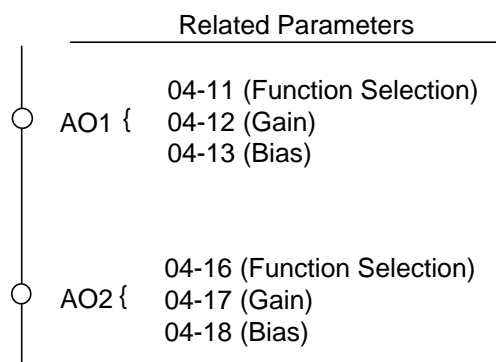 Related Parameters
04-11 (Function Selection)
AO1 { 04-12 (Gain)
04-13 (Bias)
04-16 (Function Selection)
AO2 { 04-17 (Gain)
04-18 (Bias)